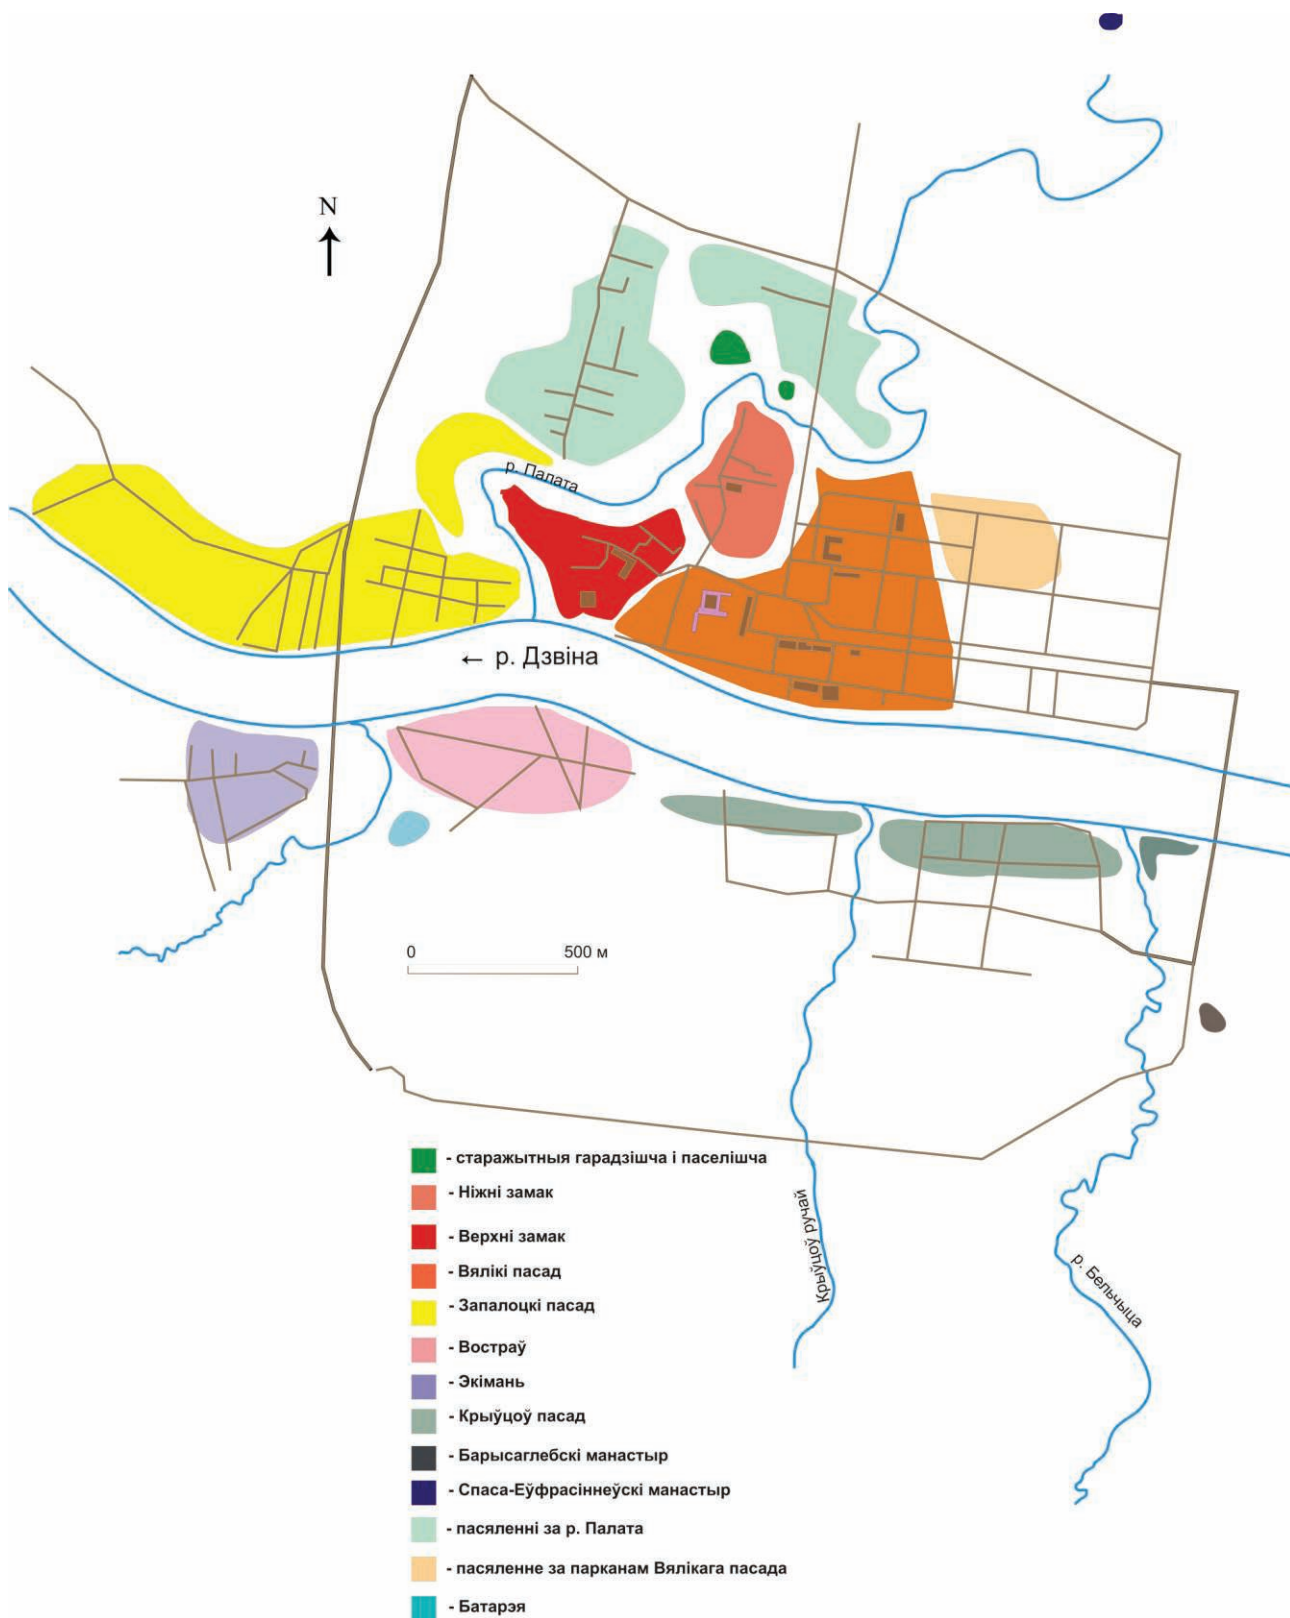 N
р. Палата
← р. Дзвіна
0 500 м
Крыўцоў ручай
р. Бельчыца
- старажытныя гарадзішча і паселішча
- Ніжні замак
- Верхні замак
- Вялікі пасад
- Запалоцкі пасад
- Востраў
- Экімань
- Крыўцоў пасад
- Барысаглебскі манастыр
- Спаса-Еўфрасіннеўскі манастыр
- пасяленні за р. Палата
- пасяленне за парканам Вялікага пасада
- Батарэя